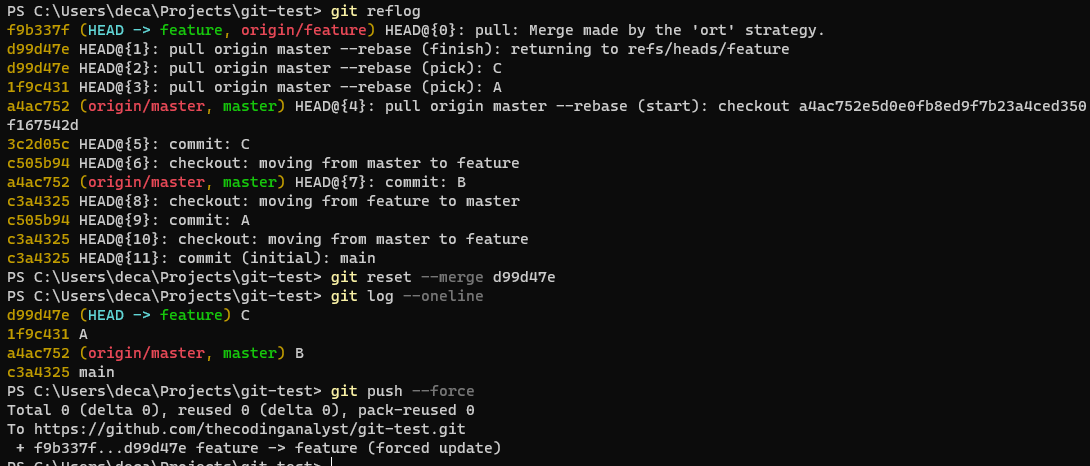 PS C:\Users\deca\Projects\git-test> git reflog
f9b337f (HEAD -> feature, origin/feature) HEAD@{0}: pull: Merge made by the 'ort' strategy.
d99d47e HEAD@{1}: pull origin master --rebase (finish): returning to refs/heads/feature
d99d47e HEAD@{2}: pull origin master --rebase (pick): C
1f9c431 HEAD@{3}: pull origin master --rebase (pick): A
a4ac752 (origin/master, master) HEAD@{4}: pull origin master --rebase (start): checkout a4ac752e5d0e0fb8ed9f7b23a4ced350
f167542d
3c2d05c HEAD@{5}: commit: C
c505b94 HEAD@{6}: checkout: moving from master to feature
a4ac752 (origin/master, master) HEAD@{7}: commit: B
c3a4325 HEAD@{8}: checkout: moving from feature to master
c505b94 HEAD@{9}: commit: A
c3a4325 HEAD@{10}: checkout: moving from master to feature
c3a4325 HEAD@{11}: commit (initial): main
PS C:\Users\deca\Projects\git-test> git reset --merge d99d47e
PS C:\Users\deca\Projects\git-test> git log --oneline
d99d47e (HEAD -> feature) C
1f9c431 A
a4ac752 (origin/master, master) B
c3a4325 main
PS C:\Users\deca\Projects\git-test> git push --force
Total 0 (delta 0), reused 0 (delta 0), pack-reused 0
To https://github.com/thecodinganalyst/git-test.git
 + f9b337f...d99d47e feature -> feature (forced update)
PS C:\Users\deca\Projects\git-test>